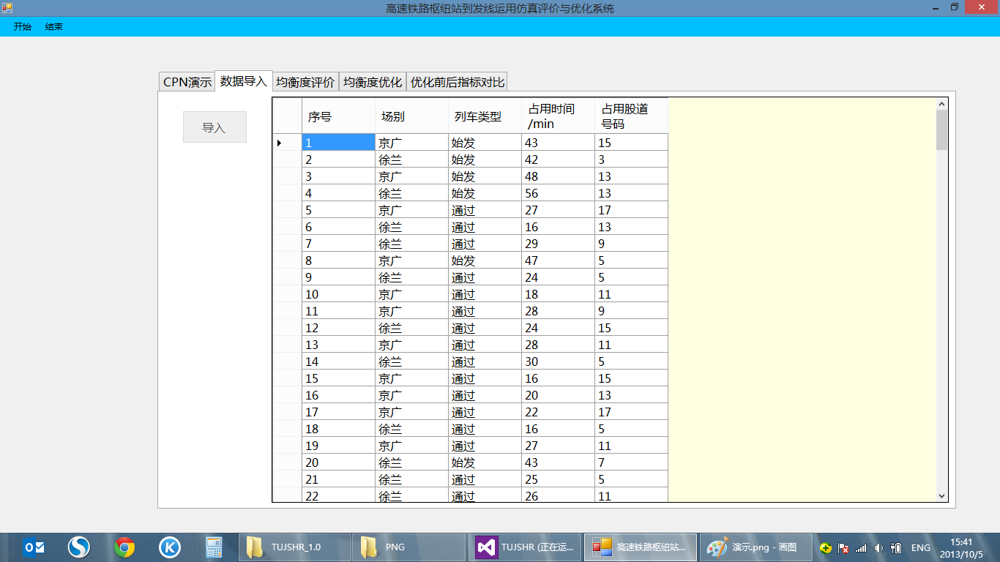 高速铁路枢纽站到发线运用仿真评价与优化系统
开始 结束
CPN演示 数据导入 均衡度评价 均衡度优化 优化前后指标对比
导入
序号 场别 列车类型 占用时间 占用股道
/min 号码
1 京广 始发 43 15
2 徐兰 始发 42 3
3 京广 始发 48 13
4 徐兰 始发 56 13
5 京广 通过 27 17
6 徐兰 通过 16 13
7 徐兰 通过 29 9
8 京广 始发 47 5
9 徐兰 通过 24 5
10 京广 通过 18 11
11 京广 通过 28 9
12 徐兰 通过 24 15
13 京广 通过 28 11
14 徐兰 通过 30 5
15 京广 通过 16 15
16 京广 通过 20 13
17 京广 通过 22 17
18 徐兰 通过 16 5
19 京广 通过 27 11
20 徐兰 始发 43 7
21 徐兰 通过 25 5
22 徐兰 通过 26 11
TUJSHR_1.0 PNG TUJSHR (正在运... 高速铁路枢纽站... 演示.png - 画图 ENG 15:41
2013/10/5